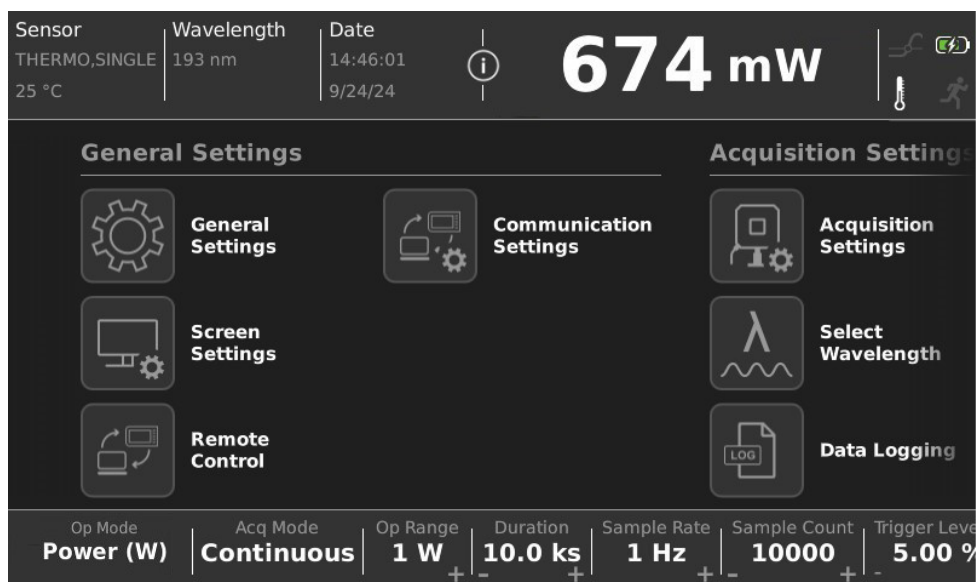 Sensor
THERMO,SINGLE
25 °C
Wavelength
193 nm
Date
14:46:01
9/24/24
i
674 mW
General Settings
General
Settings
Communication
Settings
Screen
Settings
Remote
Control
Acquisition Settings
Acquisition
Settings
λ
Select
Wavelength
LOG
Data Logging
Op Mode
Power (W)
Acq Mode
Continuous
Op Range
1 W
+
Duration
10.0 ks
- +
Sample Rate
1 Hz
+
Sample Count
10000
- +
Trigger Leve
5.00 %
-